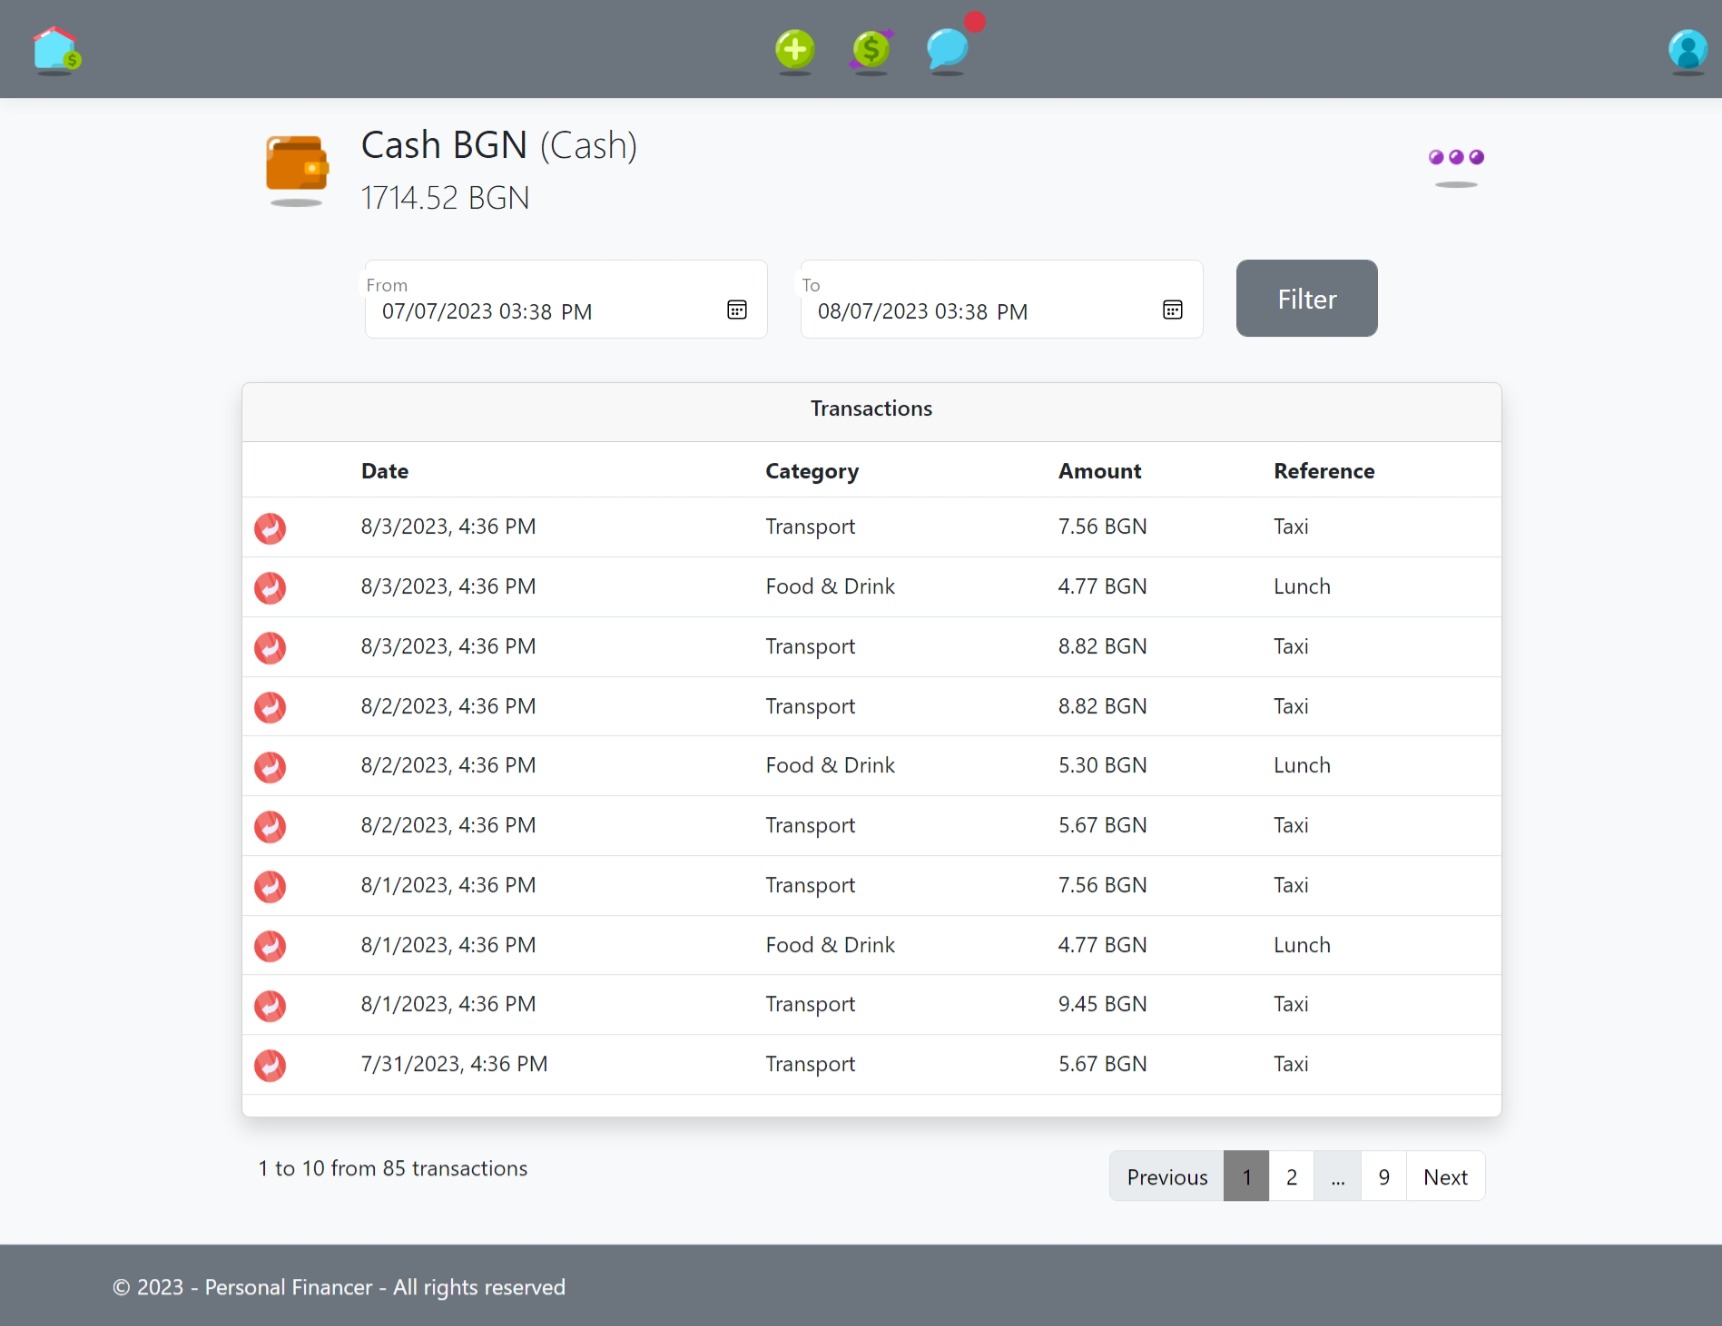 Cash BGN (Cash)
1714.52 BGN
From
07/07/2023 03:38 PM
To
08/07/2023 03:38 PM
Filter
Transactions
Date Category Amount Reference
8/3/2023, 4:36 PM Transport 7.56 BGN Taxi
8/3/2023, 4:36 PM Food & Drink 4.77 BGN Lunch
8/3/2023, 4:36 PM Transport 8.82 BGN Taxi
8/2/2023, 4:36 PM Transport 8.82 BGN Taxi
8/2/2023, 4:36 PM Food & Drink 5.30 BGN Lunch
8/2/2023, 4:36 PM Transport 5.67 BGN Taxi
8/1/2023, 4:36 PM Transport 7.56 BGN Taxi
8/1/2023, 4:36 PM Food & Drink 4.77 BGN Lunch
8/1/2023, 4:36 PM Transport 9.45 BGN Taxi
7/31/2023, 4:36 PM Transport 5.67 BGN Taxi
1 to 10 from 85 transactions
Previous 1 2 ... 9 Next
© 2023 - Personal Financer - All rights reserved